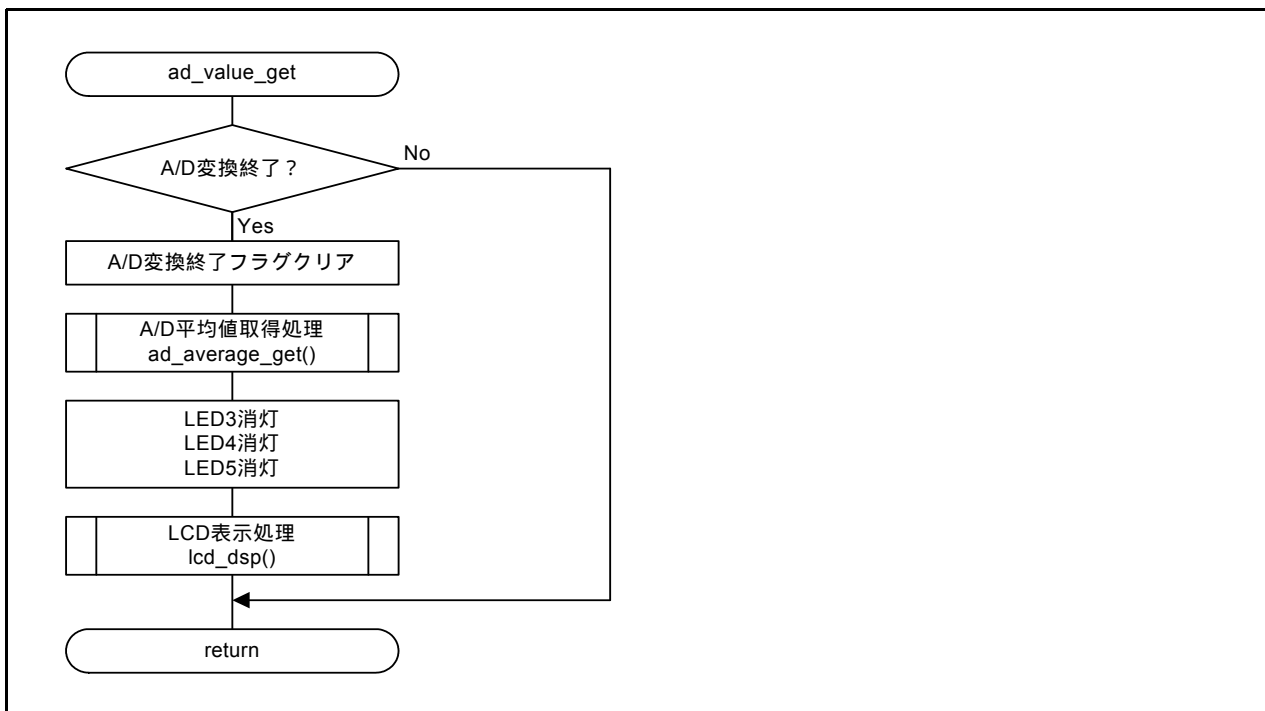 ad_value_get
A/D変換終了?
No
Yes
A/D変換終了フラグクリア
A/D平均値取得処理
ad_average_get()
LED3消灯
LED4消灯
LED5消灯
LCD表示処理
lcd_dsp()
return